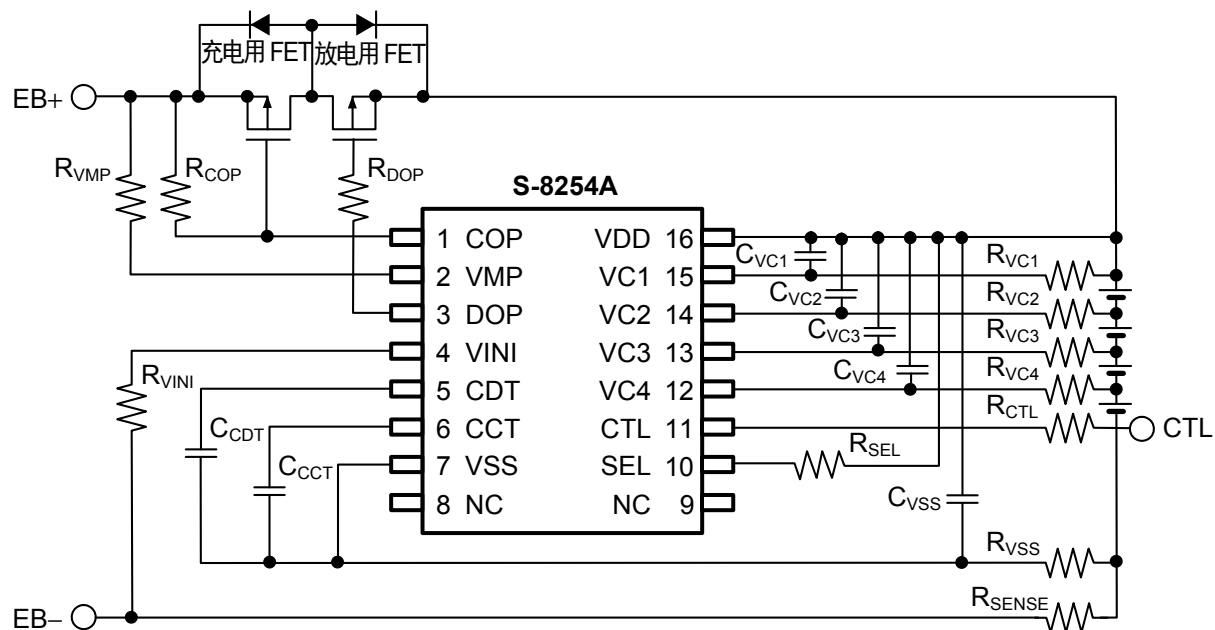 充电用 FET 放电用 FET
EB+
RVMP RCOP RDOP
S-8254A
1 COP VDD 16
2 VMP VC1 15
3 DOP VC2 14
4 VINI VC3 13
5 CDT VC4 12
6 CCT CTL 11
7 VSS SEL 10
8 NC NC 9
CVC1 RVC1
CVC2 RVC2
CVC3 RVC3
CVC4 RVC4
RCTL
CTL
RSEL
RVINI
CCDT
CCCT
CVSS
RVSS
RSENSE
EB−